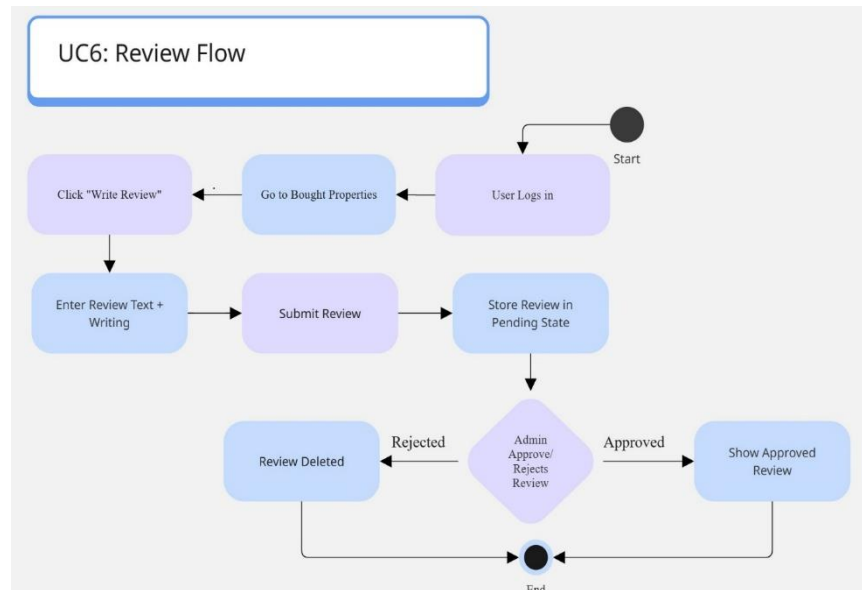 UC6: Review Flow
Start
User Logs in
Go to Bought Properties
Click "Write Review"
Enter Review Text +
Writing
Submit Review
Store Review in
Pending State
Admin
Approve/
Rejects
Review
Rejected
Approved
Review Deleted
Show Approved
Review
End